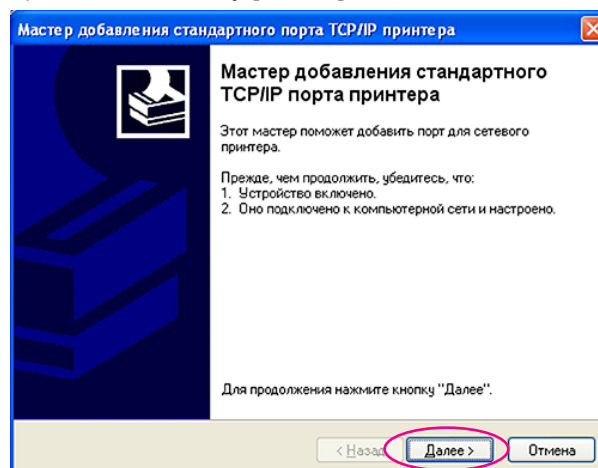 Мастер добавления стандартного порта TCP/IP принтера
Мастер добавления стандартного
TCP/IP порта принтера
Этот мастер поможет добавить порт для сетевого
принтера.
Прежде, чем продолжить, убедитесь, что:
1. Устройство включено.
2. Оно подключено к компьютерной сети и настроено.
Для продолжения нажмите кнопку "Далее".
< Назад Далее > Отмена